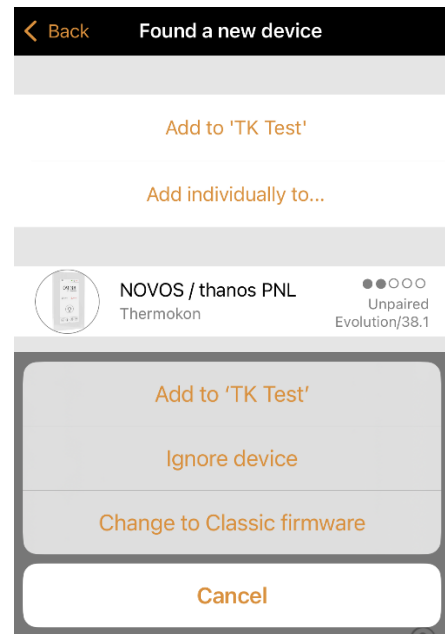 Back
Found a new device
Add to 'TK Test'
Add individually to...
NOVOS / thanos PNL
Thermokon
Unpaired
Evolution/38.1
Add to ‘TK Test’
Ignore device
Change to Classic firmware
Cancel